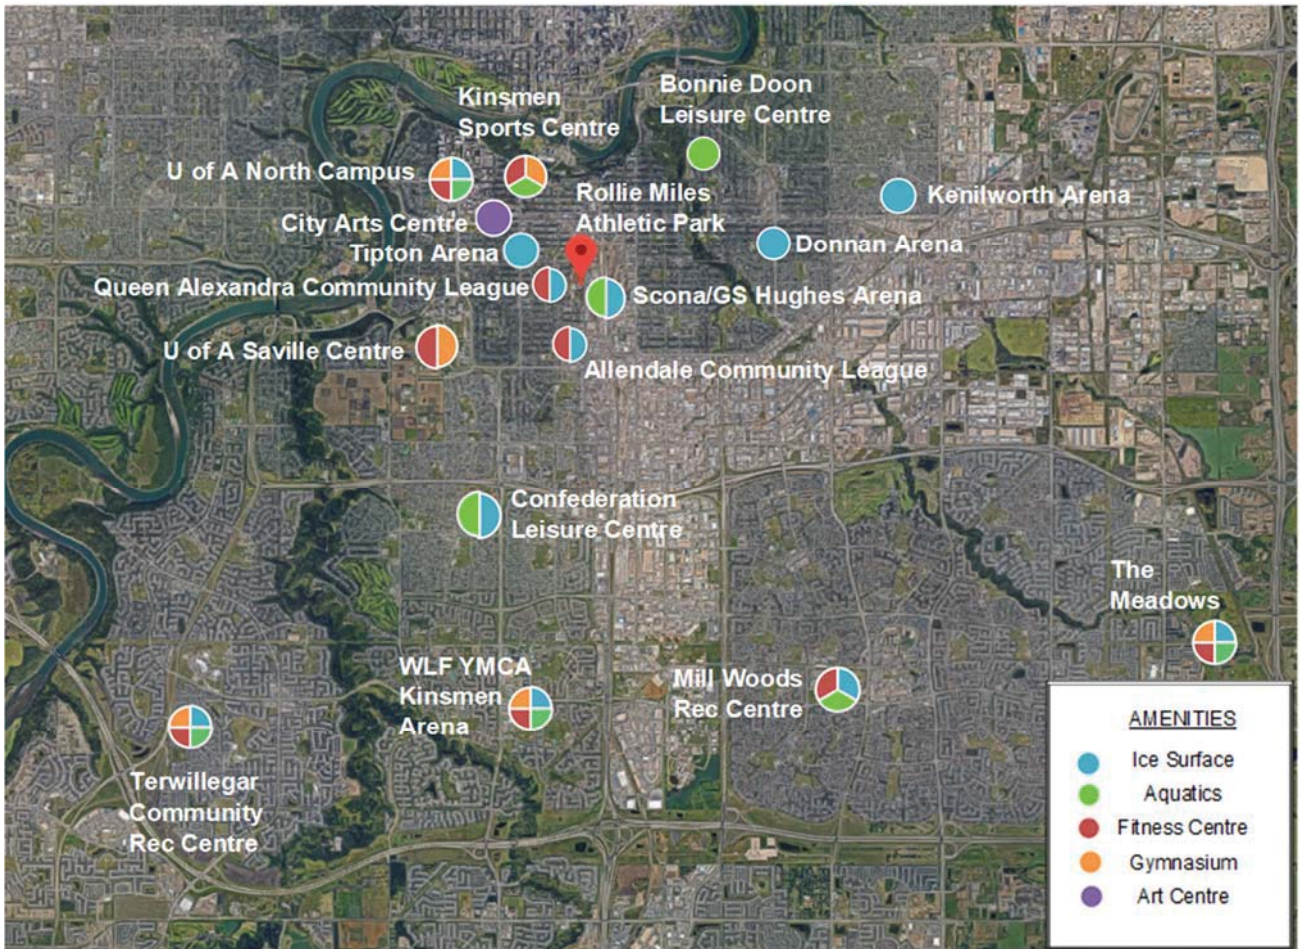 Kinsmen
Sports Centre
Bonnie Doon
Leisure Centre
U of A North Campus
Rollie Miles
Athletic Park
Kenilworth Arena
City Arts Centre
Tipton Arena
Donnan Arena
Queen Alexandra Community League
Scona/GS Hughes Arena
U of A Saville Centre
Allendale Community League
Confederation
Leisure Centre
The
Meadows
WLF YMCA
Kinsmen
Arena
Mill Woods
Rec Centre
Terwillegar
Community
Rec Centre
AMENITIES
Ice Surface
Aquatics
Fitness Centre
Gymnasium
Art Centre